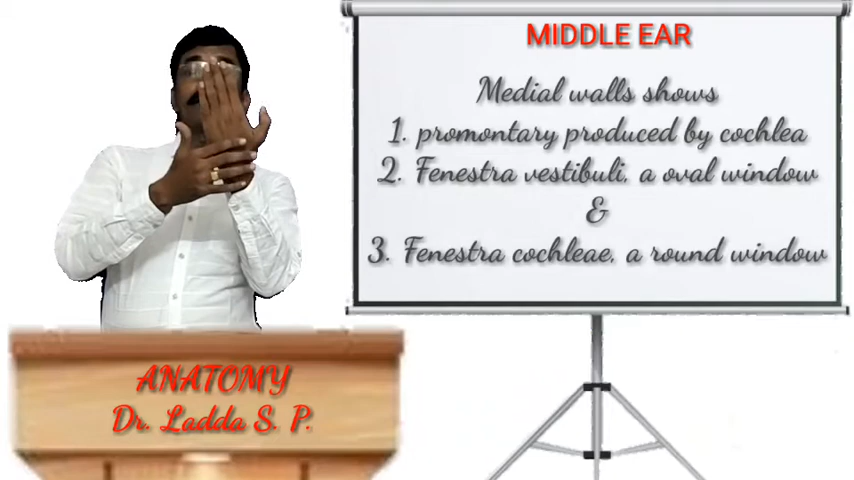 MIDDLE EAR
Medial walls shows
1. promontary produced by cochlea
2. Fenestra vestibuli, a oval window
&
3. Fenestra cochleae, a round window
ANATOMY
Dr. Ladda S. P.